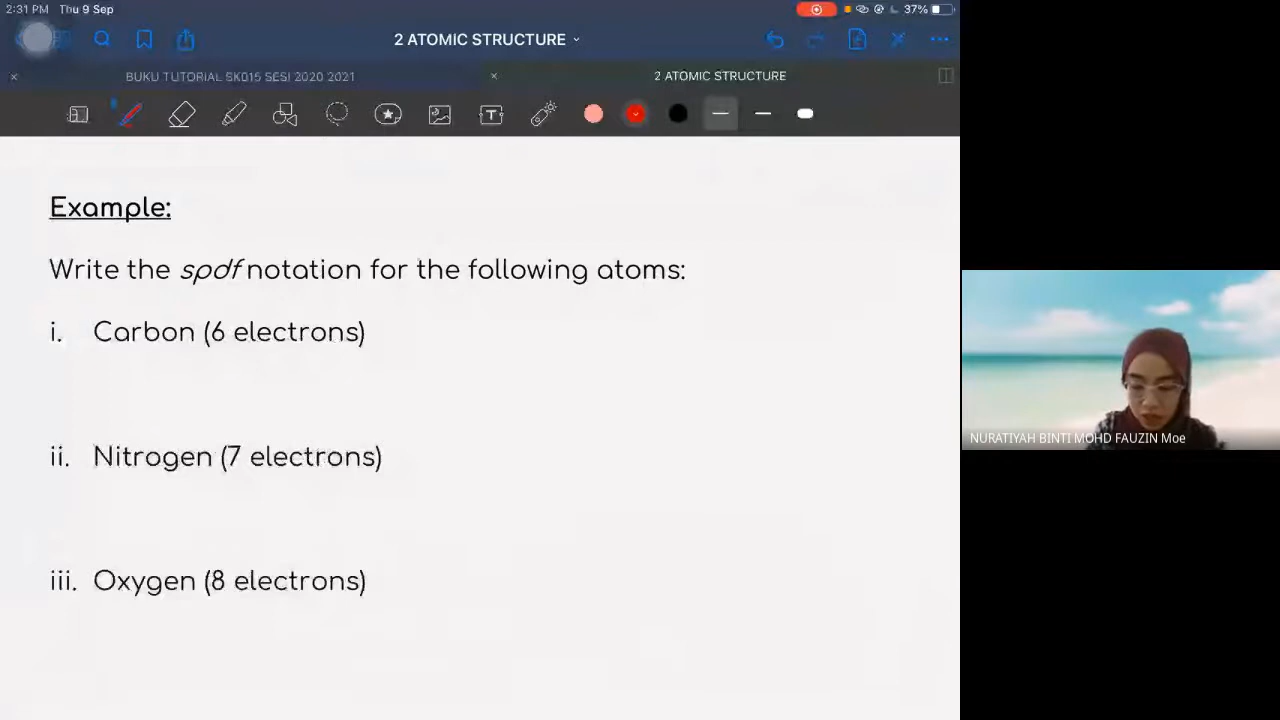 2:31 PM Thu 9 Sep
37%
2 ATOMIC STRUCTURE
BUKU TUTORIAL SK015 SESI 2020 2021
2 ATOMIC STRUCTURE
Example:
Write the spdf notation for the following atoms:
i. Carbon (6 electrons)
ii. Nitrogen (7 electrons)
iii. Oxygen (8 electrons)
NURATIYAH BINTI MOHD FAUZIN Moe